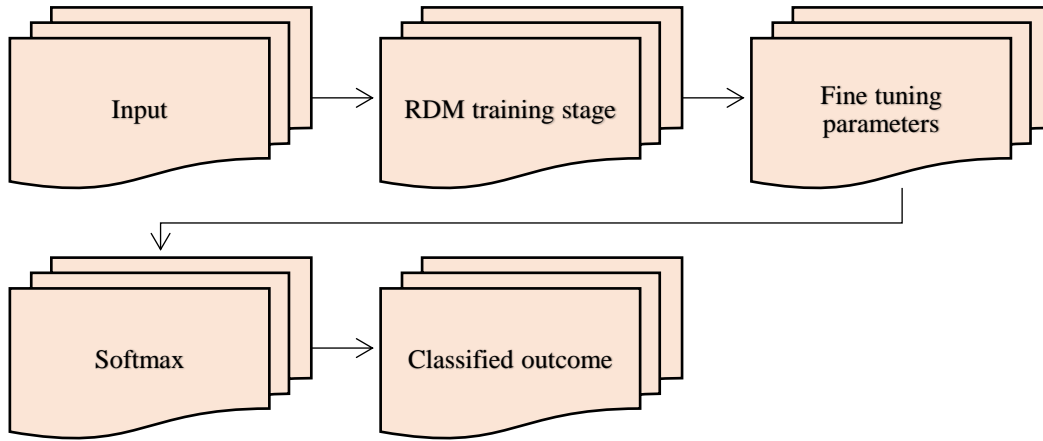 Input
RDM training stage
Fine tuning
parameters
Softmax
Classified outcome